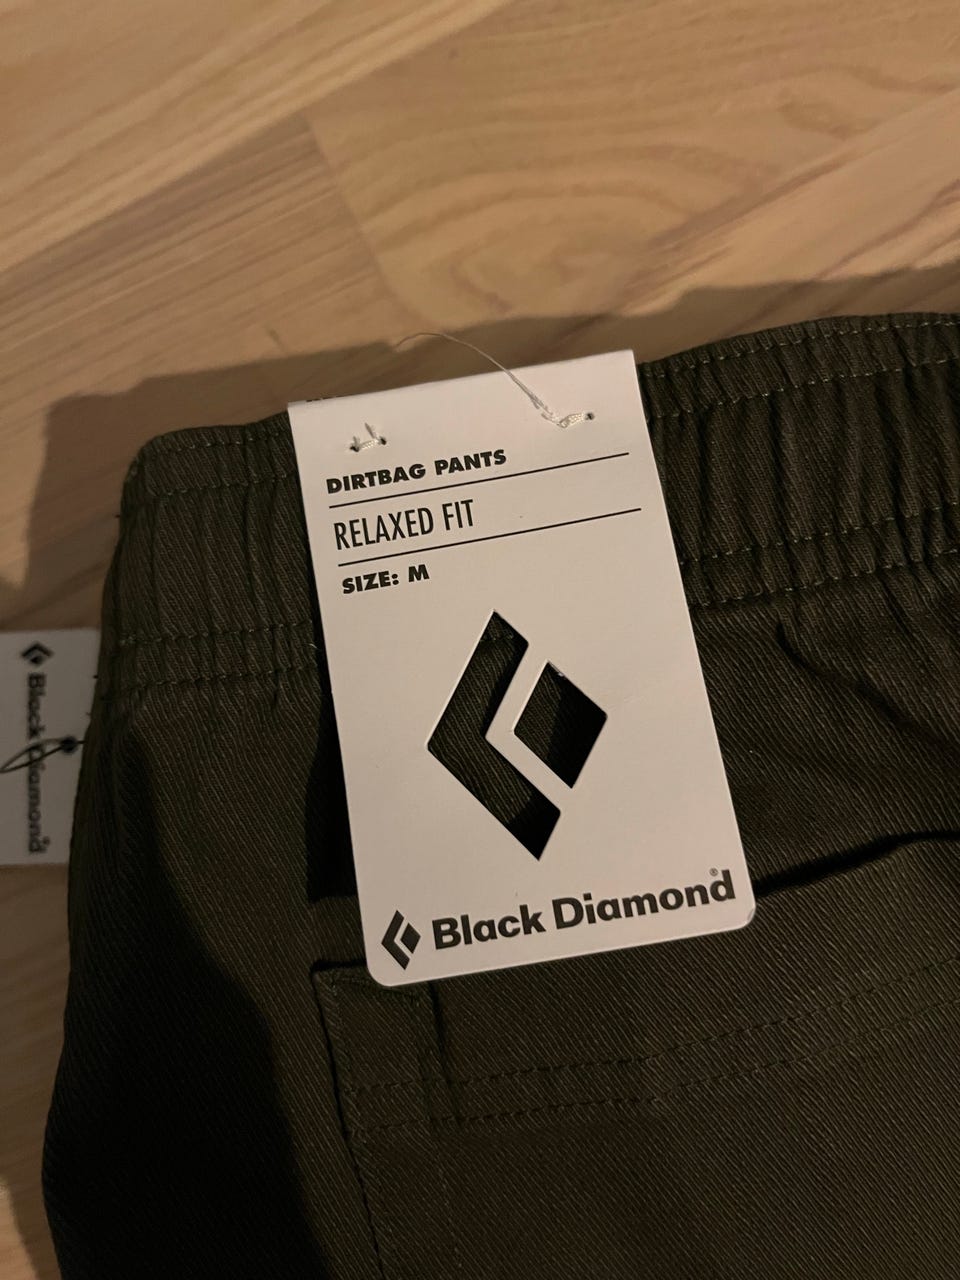 DIRTBAG PANTS
RELAXED FIT
SIZE: M
Black Diamond®
Black Diamond